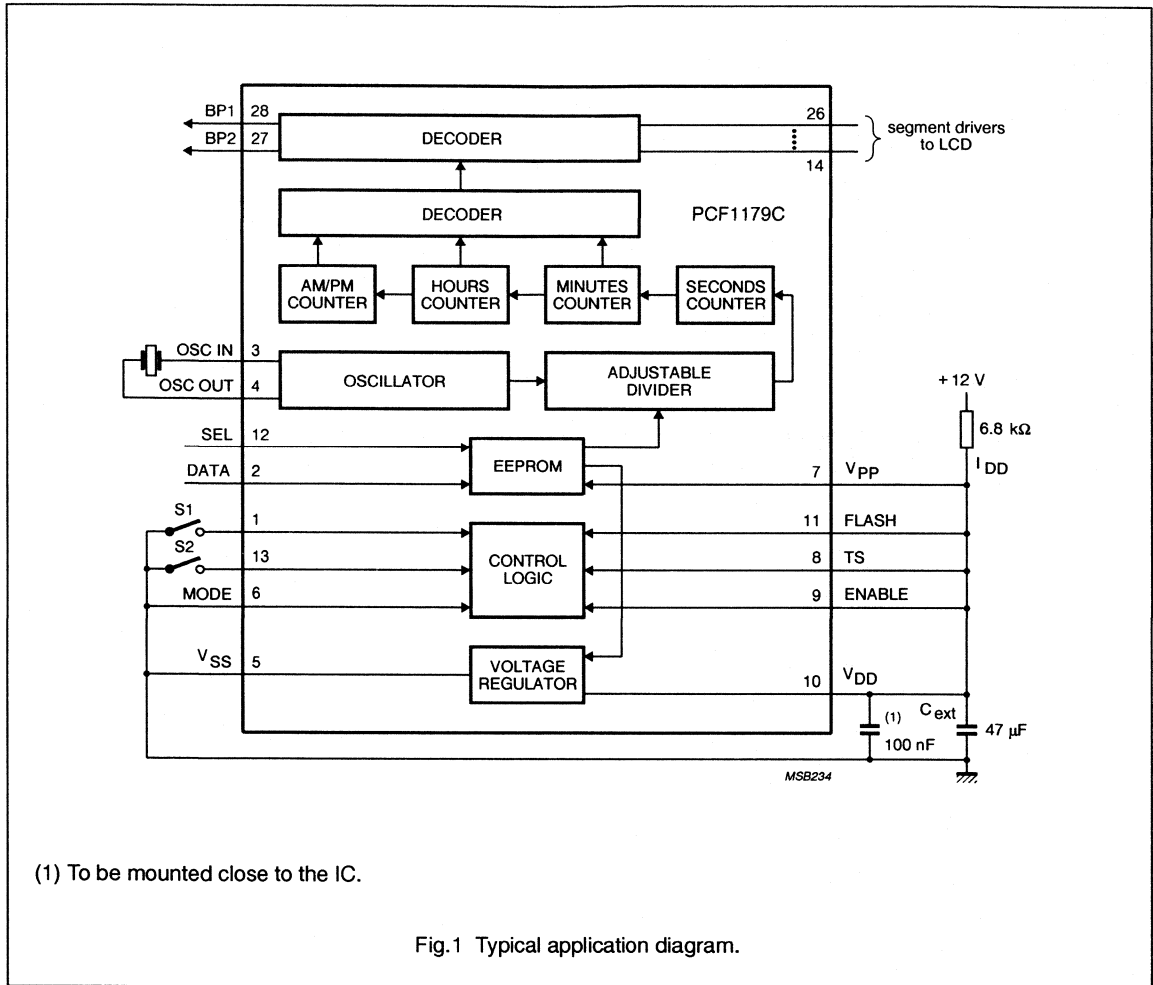 BP1 28
BP2 27
DECODER
26
14
segment drivers
to LCD
DECODER
PCF1179C
AM/PM
COUNTER
HOURS
COUNTER
MINUTES
COUNTER
SECONDS
COUNTER
OSC IN 3
OSC OUT 4
OSCILLATOR
ADJUSTABLE
DIVIDER
+ 12 V
6.8 kΩ
I DD
SEL 12
DATA 2
EEPROM
7 V PP
S1
1
S2
13
MODE 6
CONTROL
LOGIC
11 FLASH
8 TS
9 ENABLE
V SS 5
VOLTAGE
REGULATOR
10 V DD
(1)
100 nF
C ext
47 µF
MSB234
(1) To be mounted close to the IC.
Fig.1 Typical application diagram.